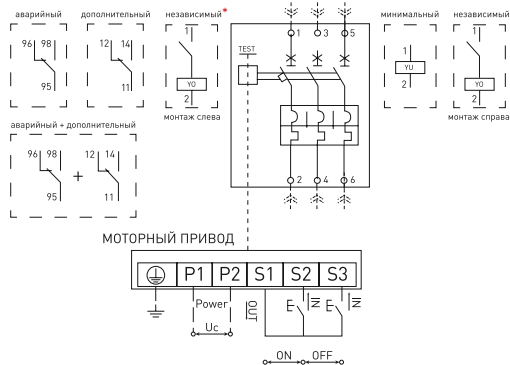 аварийный
дополнительный
независимый*
минимальный
независимый
96 98
95
12 14
11
1
YO
2
монтаж слева
TEST
1 3 5
2 4 6
1
YU
2
1
YO
2
монтаж справа
аварийный + дополнительный
96 98
95
+
12 14
11
МОТОРНЫЙ ПРИВОД
P1 P2 S1 S2 S3
Power
Uc
OUT
IN
IN
ON OFF